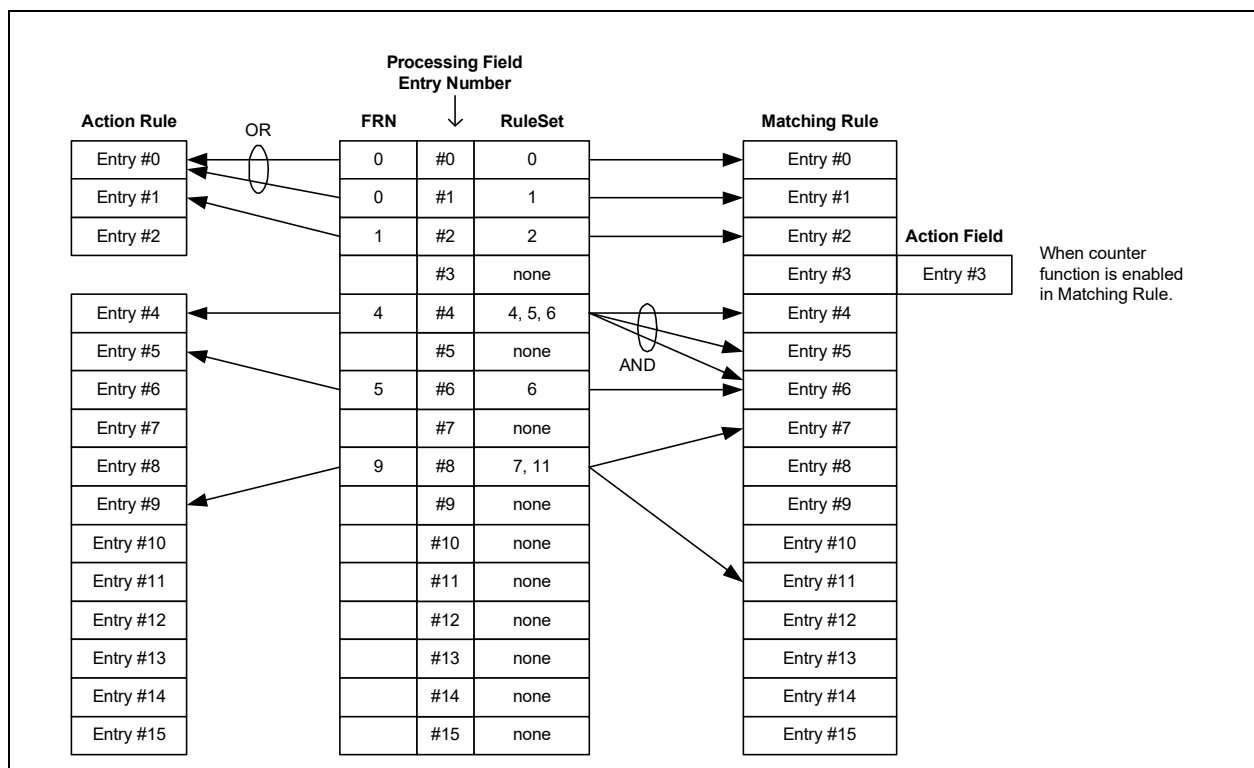 Processing Field
Entry Number
Action Rule OR FRN RuleSet Matching Rule
Entry #0 0 #0 0 Entry #0
Entry #1 0 #1 1 Entry #1
Entry #2 1 #2 2 Entry #2 Action Field
#3 none Entry #3 Entry #3
When counter
function is enabled
in Matching Rule.
Entry #4 4 #4 4, 5, 6 Entry #4
Entry #5 #5 none AND Entry #5
Entry #6 5 #6 6 Entry #6
Entry #7 #7 none Entry #7
Entry #8 9 #8 7, 11 Entry #8
Entry #9 #9 none Entry #9
Entry #10 #10 none Entry #10
Entry #11 #11 none Entry #11
Entry #12 #12 none Entry #12
Entry #13 #13 none Entry #13
Entry #14 #14 none Entry #14
Entry #15 #15 none Entry #15